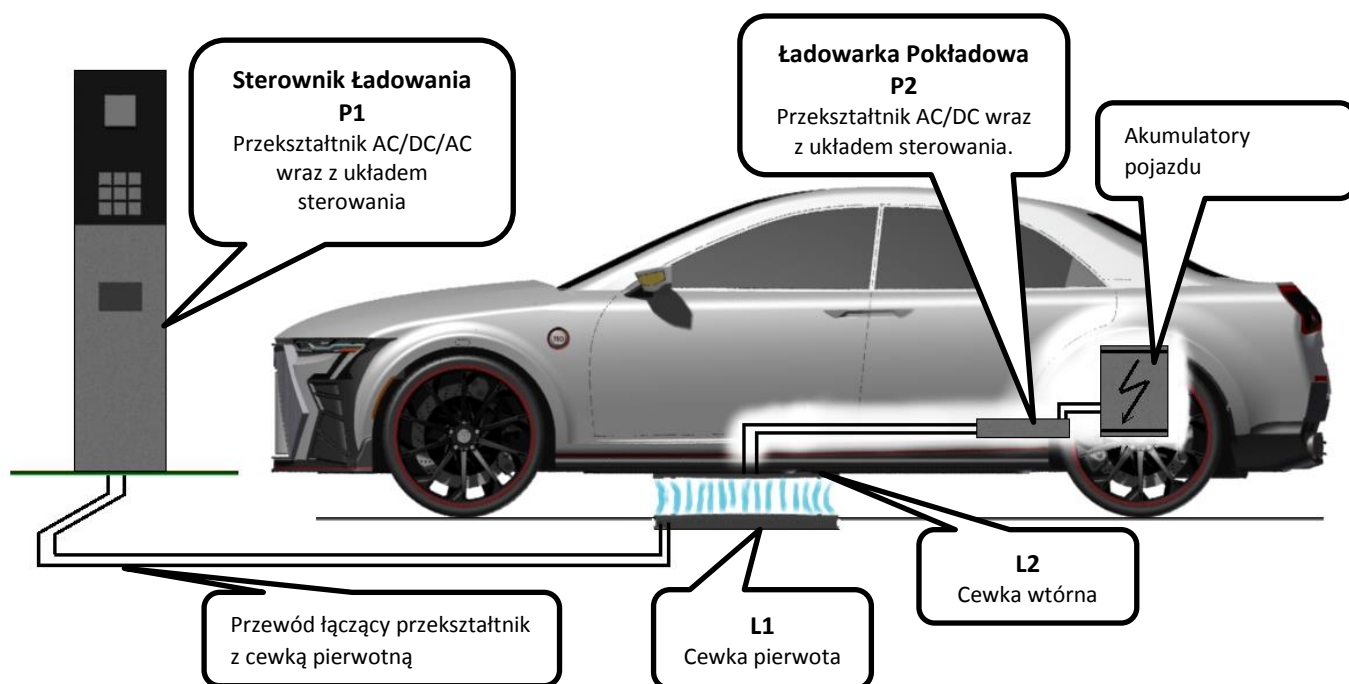 Sterownik Ładowania
P1
Przekształtnik AC/DC/AC
wraz z układem
sterowania
Ładowarka Pokładowa
P2
Przekształtnik AC/DC wraz
z układem sterowania.
Akumulatory
pojazdu
Przewód łączący przekształtnik
z cewką pierwotną
L1
Cewka pierwota
L2
Cewka wtórna